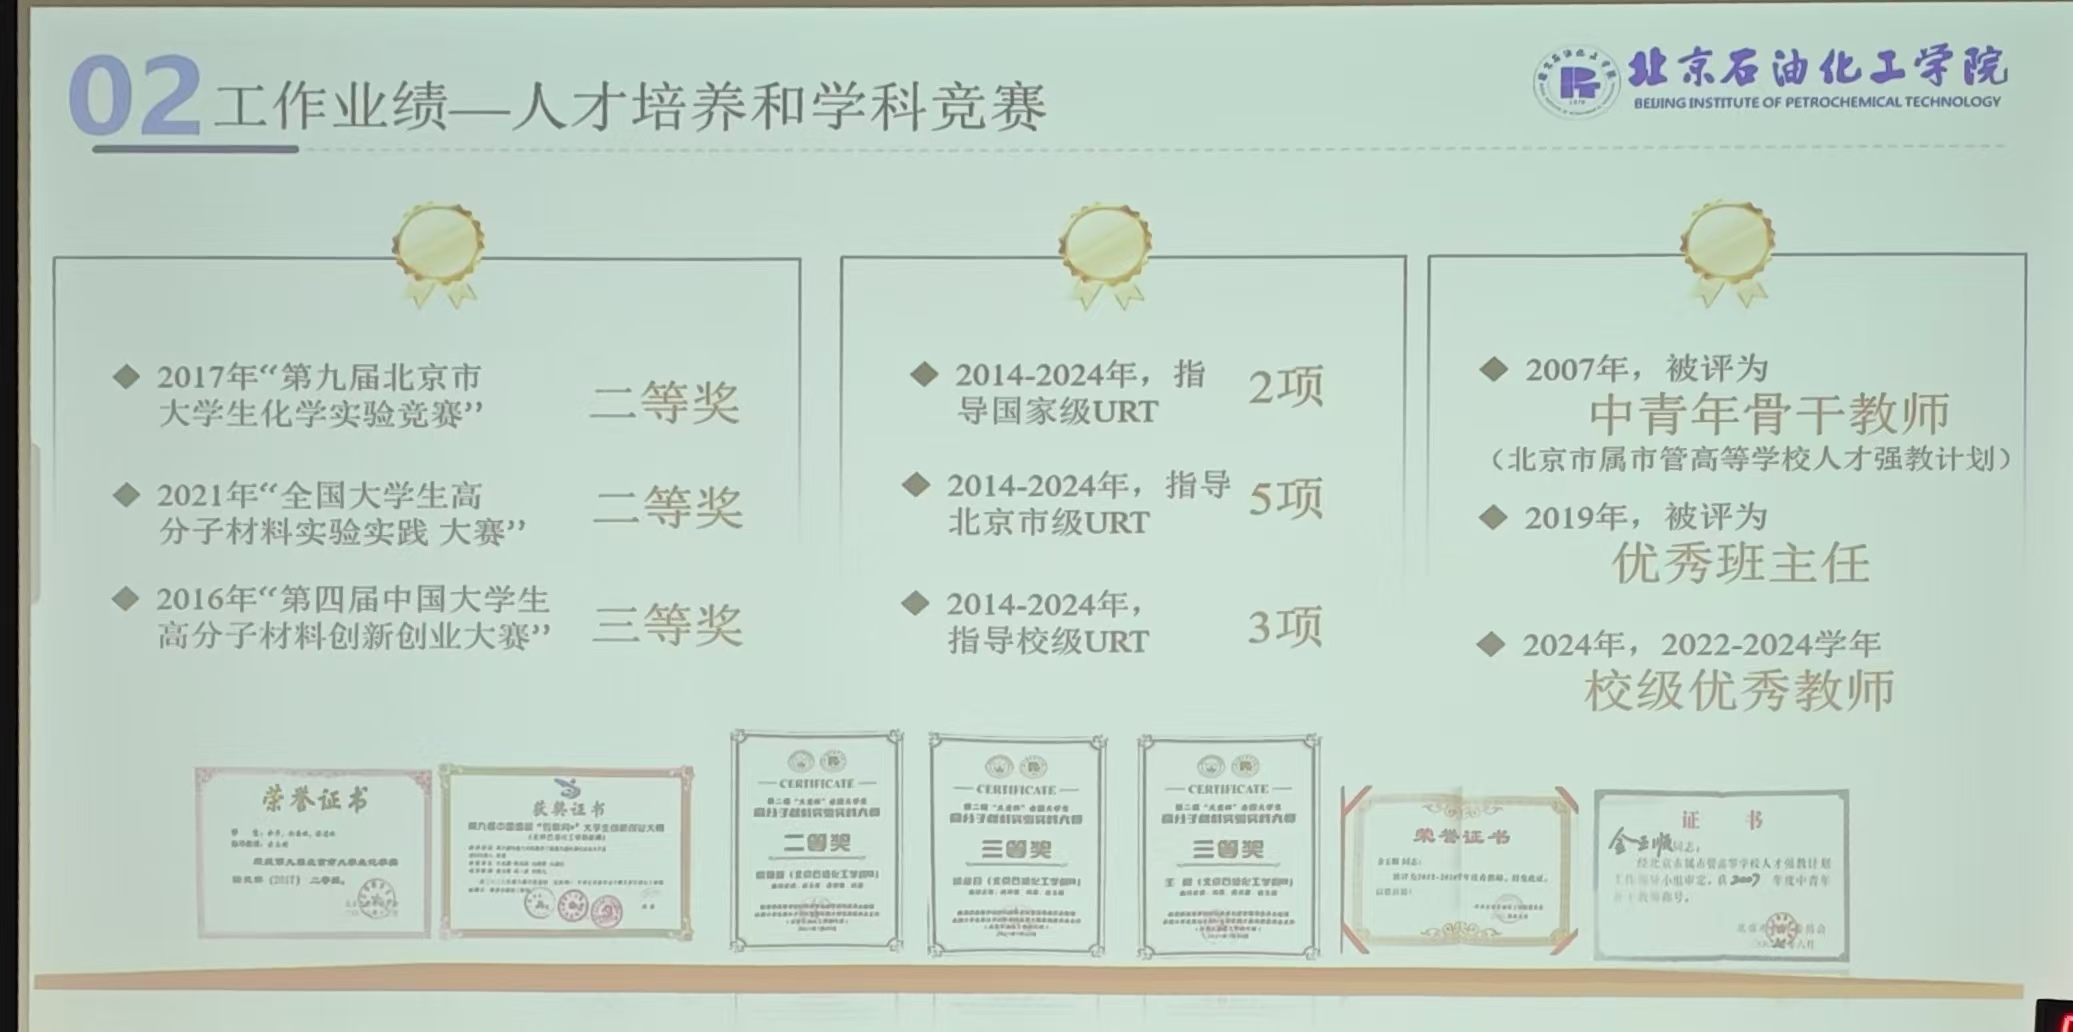 02 工作业绩—人才培养和学科竞赛
北京石油化工学院
BEIJING INSTITUTE OF PETROCHEMICAL TECHNOLOGY
2017年“第九届北京市
大学生化学实验竞赛”
二等奖
2021年“全国大学生高
分子材料实验实践 大赛”
二等奖
2016年“第四届中国大学生
高分子材料创新创业大赛”
三等奖
2014-2024年，指
导国家级URT
2项
2014-2024年，指导
北京市级URT
5项
2014-2024年，
指导校级URT
3项
2007年，被评为
中青年骨干教师
（北京市属市管高等学校人才强教计划）
2019年，被评为
优秀班主任
2024年，2022-2024学年
校级优秀教师
荣誉证书
获奖证书
CERTIFICATE
二等奖
CERTIFICATE
三等奖
CERTIFICATE
三等奖
荣誉证书
证 书
金玉顺同志：
经北京市属市管高等学校人才强教计划
工作领导小组审定，获2007年度中青年
骨干教师称号。